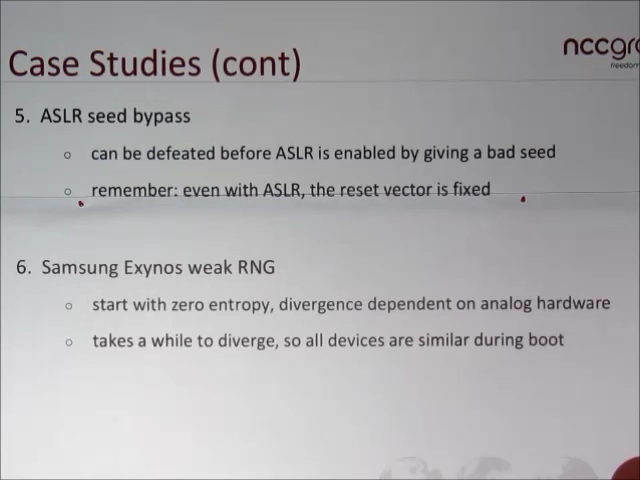 nccgro
freedom
Case Studies (cont)
5. ASLR seed bypass
○ can be defeated before ASLR is enabled by giving a bad seed
○ remember: even with ASLR, the reset vector is fixed
6. Samsung Exynos weak RNG
○ start with zero entropy, divergence dependent on analog hardware
○ takes a while to diverge, so all devices are similar during boot